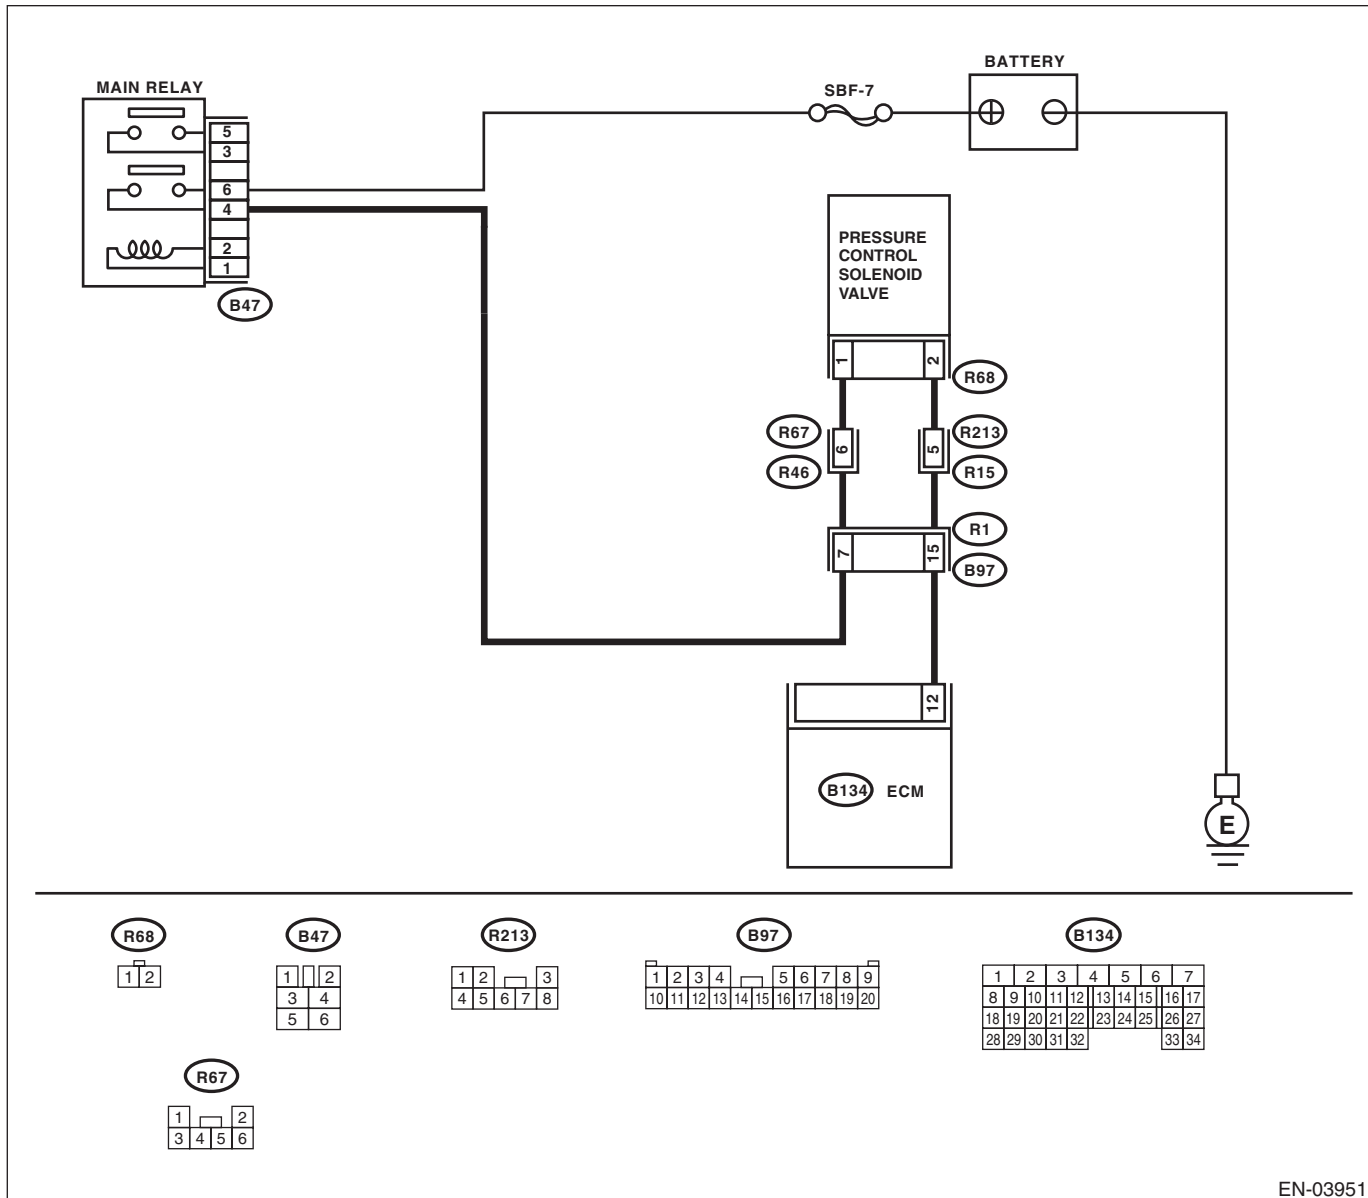 BATTERY
MAIN RELAY
SBF-7
5
3
6
4
2
1
B47
PRESSURE
CONTROL
SOLENOID
VALVE
1 2
R68
R67 6 5 R213
R46 R15
R1
7 15
B97
12
B134 ECM
E
R68 B47 R213 B97 B134
1 2
1 2
3 4
5 6
1 2 3
4 5 6 7 8
1 2 3 4 5 6 7 8 9
10 11 12 13 14 15 16 17 18 19 20
1 2 3 4 5 6 7
8 9 10 11 12 13 14 15 16 17
18 19 20 21 22 23 24 25 26 27
28 29 30 31 32 33 34
R67
1 2
3 4 5 6
EN-03951